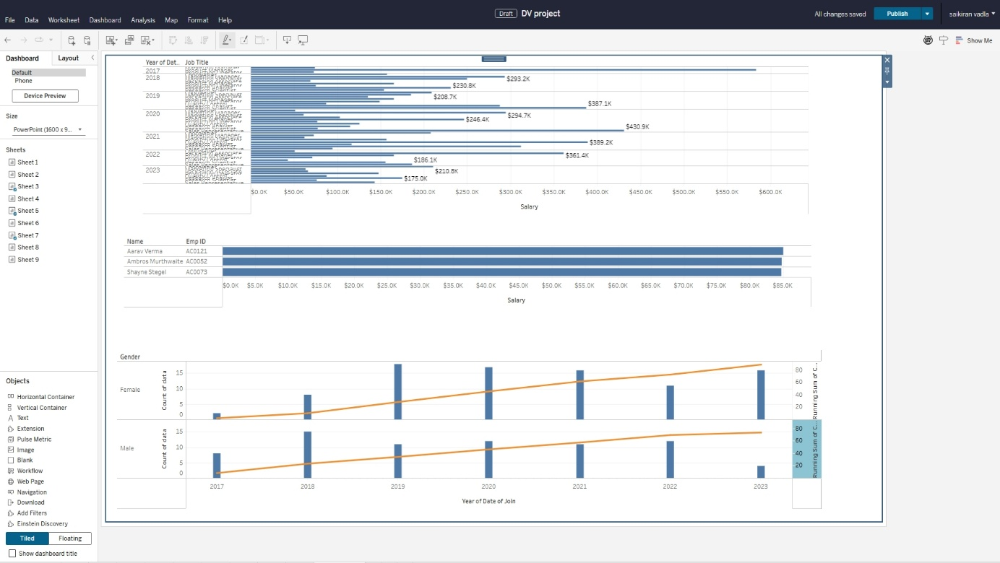 Draft DV project
All changes saved
Publish
saikiran vadla
File Data Worksheet Dashboard Analysis Map Format Help
Show Me
Dashboard Layout
Default
Phone
Device Preview
Size
PowerPoint (1600 x 9...
Sheets
Sheet 1
Sheet 2
Sheet 3
Sheet 4
Sheet 5
Sheet 6
Sheet 7
Sheet 8
Sheet 9
Objects
Horizontal Container
Vertical Container
Text
Extension
Pulse Metric
Image
Blank
Workflow
Web Page
Navigation
Download
Add Filters
Einstein Discovery
Tiled Floating
Show dashboard title
Year of Dat.. Job Title
2017
2018
$293.2K
$230.8K
2019
$208.7K
$387.1K
2020
$294.7K
$246.4K
$430.9K
2021
$389.2K
2022
$361.4K
$186.1K
2023
$210.8K
$175.0K
$0.0K $50.0K $100.0K $150.0K $200.0K $250.0K $300.0K $350.0K $400.0K $450.0K $500.0K $550.0K $600.0K
Salary
Name Emp ID
Aarav Verma AC0121
Ambros Murthwaite AC0052
Shayne Stegel AC0073
$0.0K $5.0K $10.0K $15.0K $20.0K $25.0K $30.0K $35.0K $40.0K $45.0K $50.0K $55.0K $60.0K $65.0K $70.0K $75.0K $80.0K $85.0K
Salary
Gender
Female
Count of data
15
10
5
0
80
60
40
20
Running Sum of C...
Male
Count of data
15
10
5
0
80
60
40
20
Running Sum of C...
2017 2018 2019 2020 2021 2022 2023
Year of Date of Join